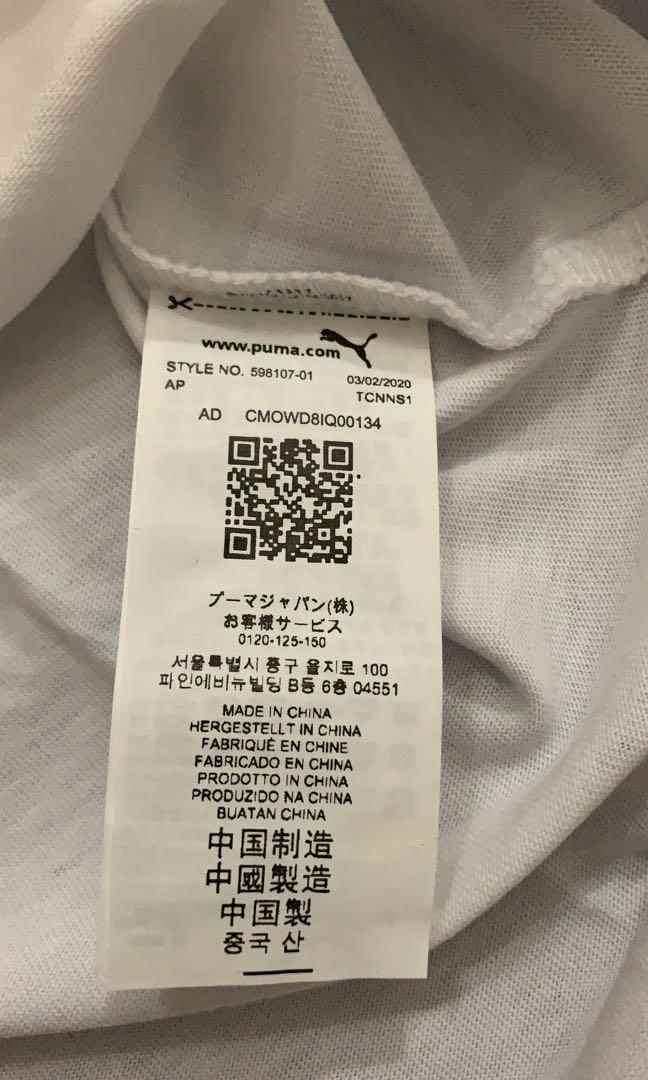 www.puma.com
STYLE NO. 598107-01 03/02/2020
AP TCNNS1
AD CMOWD8IQ00134
プーマジャパン(株)
お客様サービス
0120-125-150
서울특별시 중구 을지로 100
파인에비뉴빌딩 B동 6층 04551
MADE IN CHINA
HERGESTELLT IN CHINA
FABRIQUÉ EN CHINE
FABRICADO EN CHINA
PRODOTTO IN CHINA
PRODUZIDO NA CHINA
BUATAN CHINA
中国制造
中國製造
中国製
중국 산